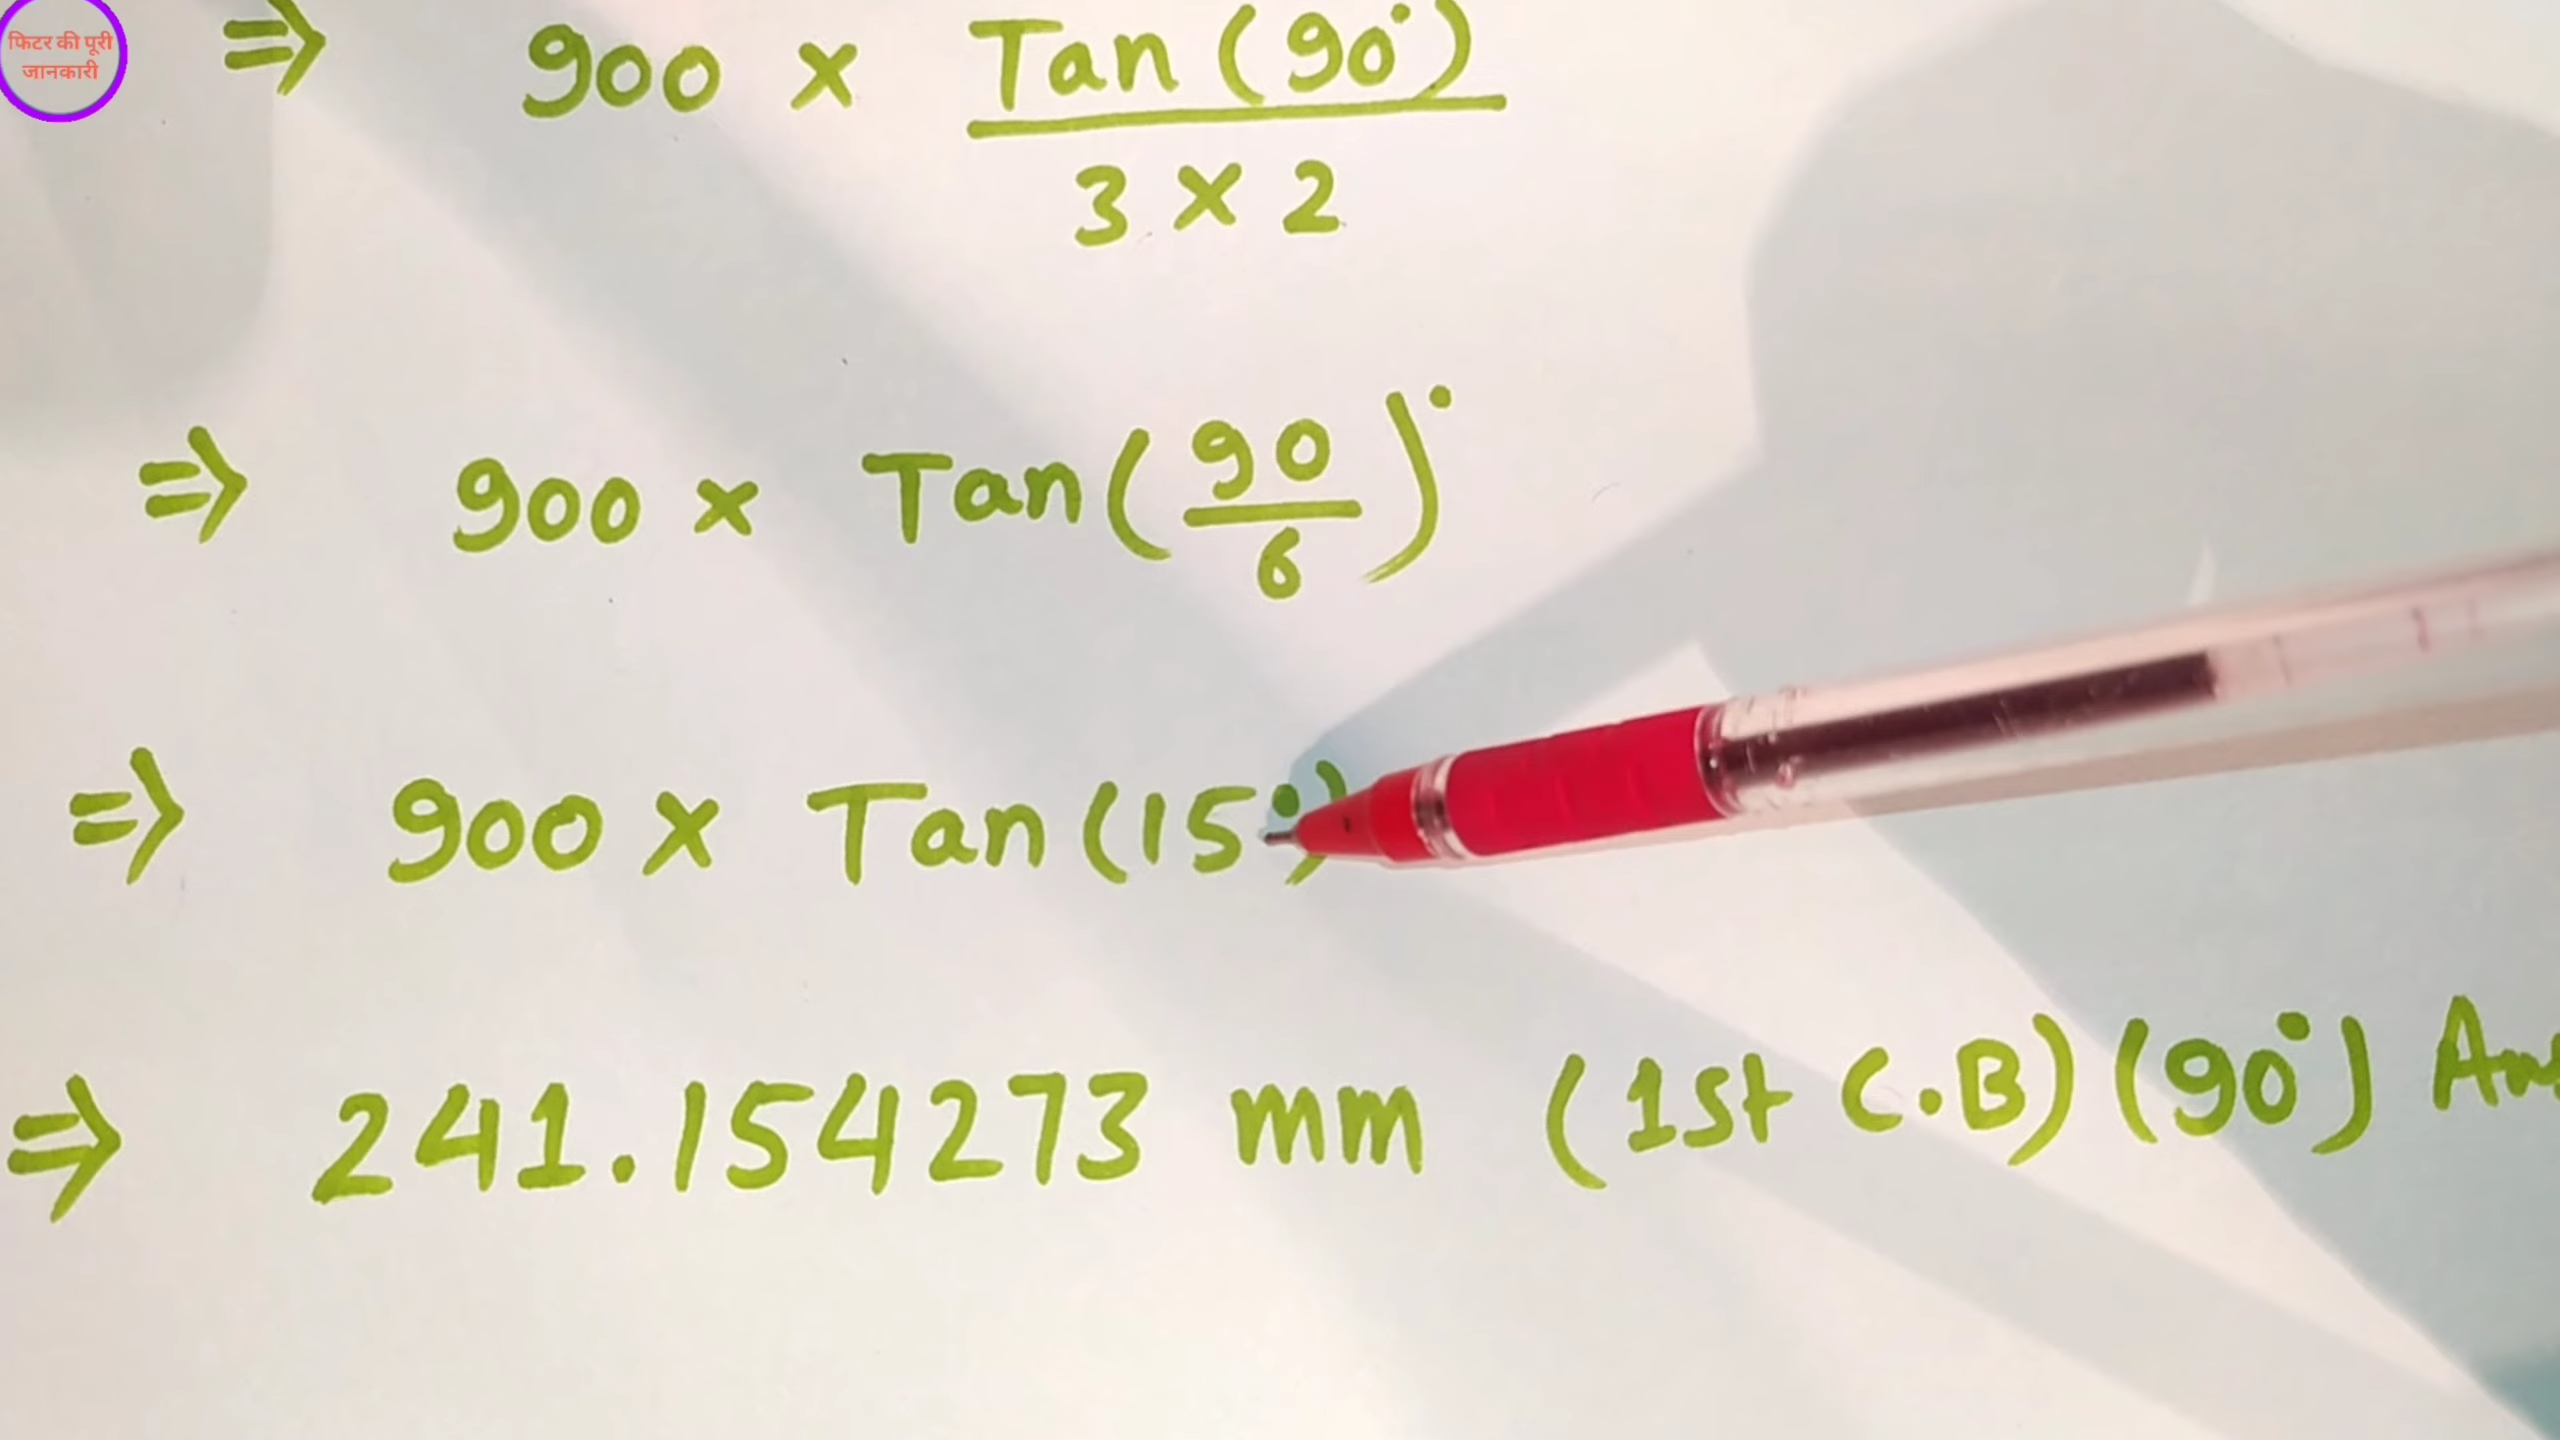 फिटर की पूरी
जानकारी
⇒ 900 × Tan (90°)
3 × 2
⇒ 900 × Tan (90/6)°
⇒ 900 × Tan (15°)
⇒ 241.154273 mm (1st C.B) (90°) Ans